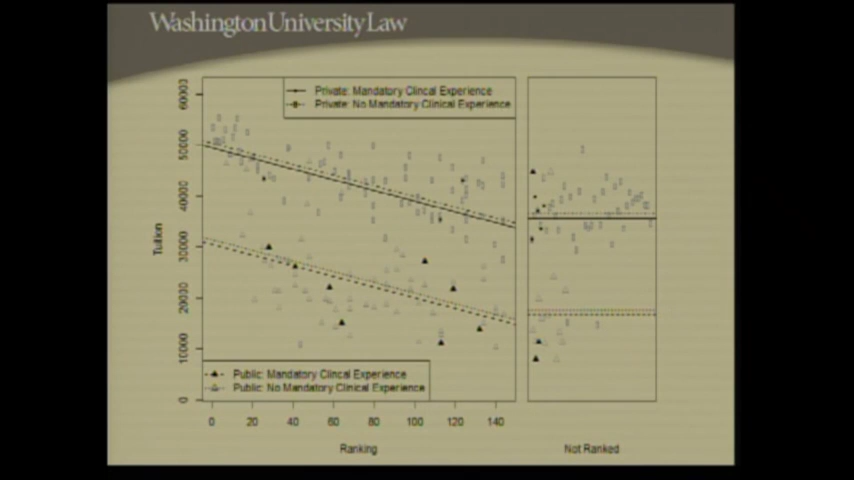 Washington University Law
Private: Mandatory Clincal Experience
Private: No Mandatory Clinical Experience
60000
50000
40000
30000
20000
10000
0
Tuition
Public: Mandatory Clincal Experience
Public: No Mandatory Clinical Experience
0 20 40 60 80 100 120 140
Ranking
Not Ranked